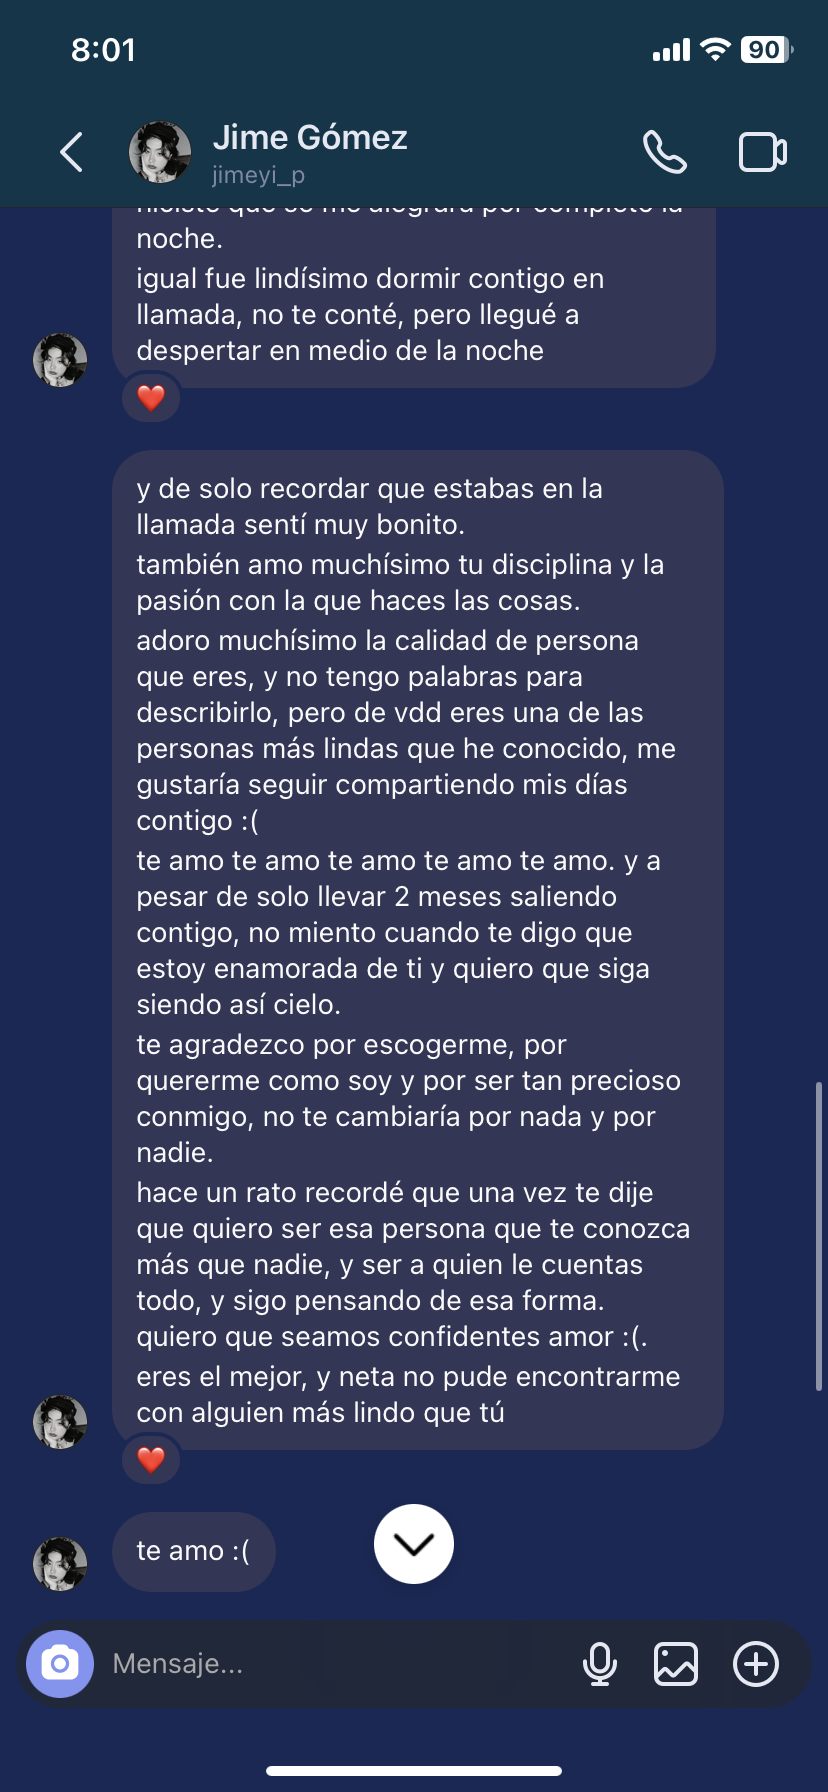 8:01
90
Jime Gómez
jimeyi_p
hiciste que se me alegrara por completo la
noche.
igual fue lindísimo dormir contigo en
llamada, no te conté, pero llegué a
despertar en medio de la noche
y de solo recordar que estabas en la
llamada sentí muy bonito.
también amo muchísimo tu disciplina y la
pasión con la que haces las cosas.
adoro muchísimo la calidad de persona
que eres, y no tengo palabras para
describirlo, pero de vdd eres una de las
personas más lindas que he conocido, me
gustaría seguir compartiendo mis días
contigo :(
te amo te amo te amo te amo te amo. y a
pesar de solo llevar 2 meses saliendo
contigo, no miento cuando te digo que
estoy enamorada de ti y quiero que siga
siendo así cielo.
te agradezco por escogerme, por
quererme como soy y por ser tan precioso
conmigo, no te cambiaría por nada y por
nadie.
hace un rato recordé que una vez te dije
que quiero ser esa persona que te conozca
más que nadie, y ser a quien le cuentas
todo, y sigo pensando de esa forma.
quiero que seamos confidentes amor :(.
eres el mejor, y neta no pude encontrarme
con alguien más lindo que tú
te amo :(
Mensaje...